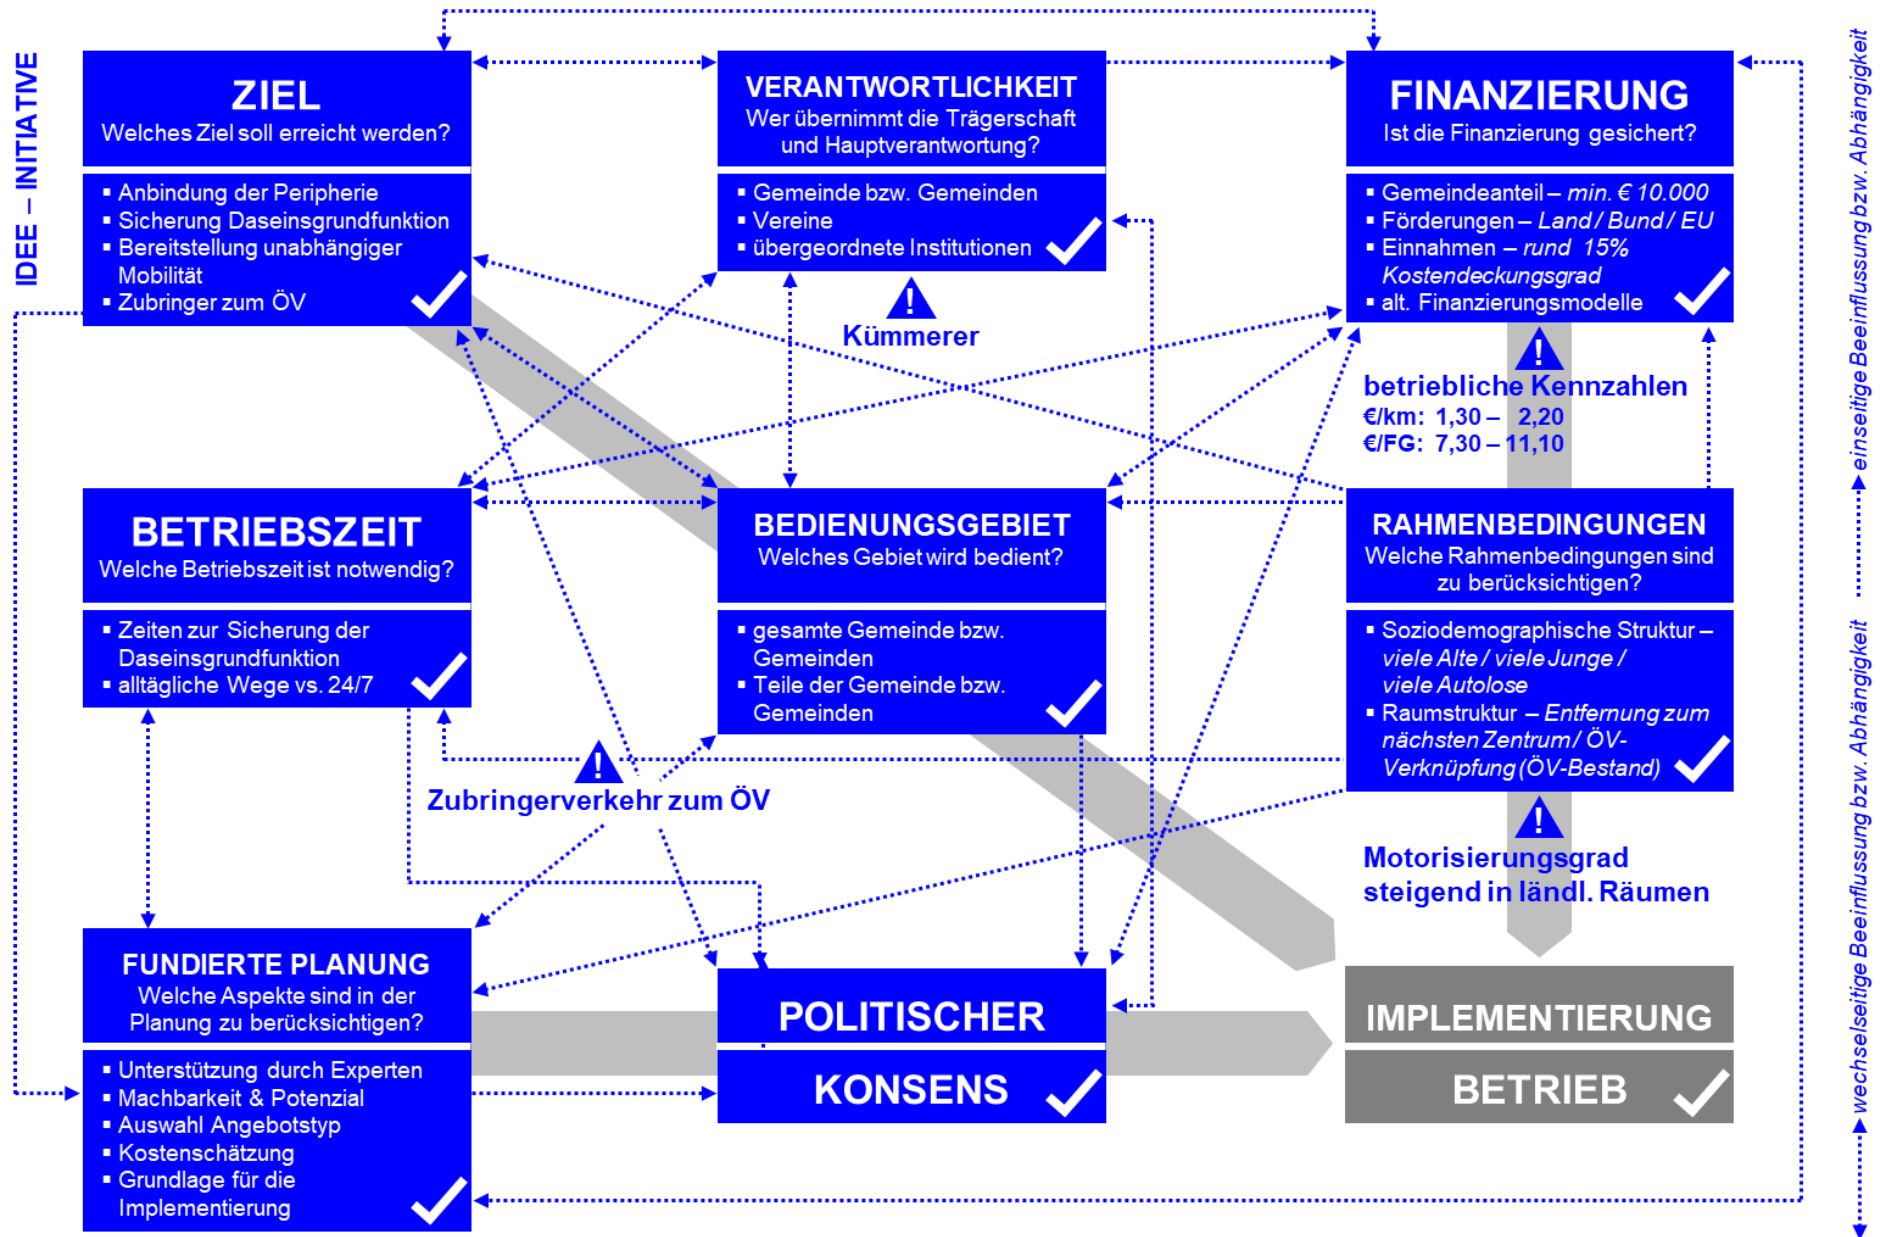 IDEE – INITIATIVE
ZIEL
Welches Ziel soll erreicht werden?
▪ Anbindung der Peripherie
▪ Sicherung Daseinsgrundfunktion
▪ Bereitstellung unabhängiger
Mobilität
▪ Zubringer zum ÖV
VERANTWORTLICHKEIT
Wer übernimmt die Trägerschaft
und Hauptverantwortung?
▪ Gemeinde bzw. Gemeinden
▪ Vereine
▪ übergeordnete Institutionen
!
Kümmerer
FINANZIERUNG
Ist die Finanzierung gesichert?
▪ Gemeindeanteil – min. € 10.000
▪ Förderungen – Land / Bund / EU
▪ Einnahmen – rund 15%
Kostendeckungsgrad
▪ alt. Finanzierungsmodelle
!
betriebliche Kennzahlen
€/km: 1,30 – 2,20
€/FG: 7,30 – 11,10
BETRIEBSZEIT
Welche Betriebszeit ist notwendig?
▪ Zeiten zur Sicherung der
Daseinsgrundfunktion
▪ alltägliche Wege vs. 24/7
BEDIENUNGSGEBIET
Welches Gebiet wird bedient?
▪ gesamte Gemeinde bzw.
Gemeinden
▪ Teile der Gemeinde bzw.
Gemeinden
RAHMENBEDINGUNGEN
Welche Rahmenbedingungen sind
zu berücksichtigen?
▪ Soziodemographische Struktur –
viele Alte / viele Junge /
viele Autolose
▪ Raumstruktur – Entfernung zum
nächsten Zentrum / ÖV-
Verknüpfung (ÖV-Bestand)
!
Zubringerverkehr zum ÖV
!
Motorisierungsgrad
steigend in ländl. Räumen
FUNDIERTE PLANUNG
Welche Aspekte sind in der
Planung zu berücksichtigen?
▪ Unterstützung durch Experten
▪ Machbarkeit & Potenzial
▪ Auswahl Angebotstyp
▪ Kostenschätzung
▪ Grundlage für die
Implementierung
POLITISCHER
KONSENS
IMPLEMENTIERUNG
BETRIEB
einseitige Beeinflussung bzw. Abhängigkeit
wechselseitige Beeinflussung bzw. Abhängigkeit